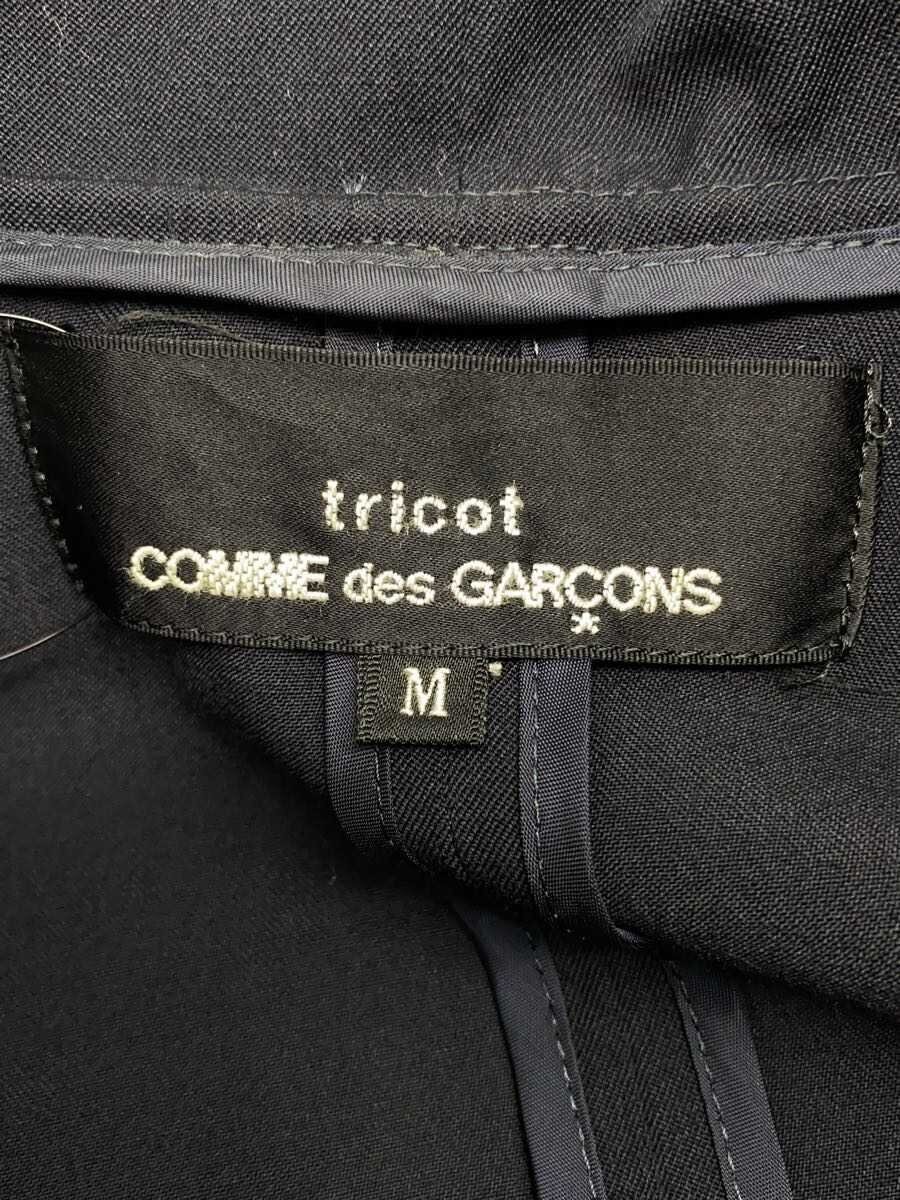 tricot
COMME des GARÇONS
*
M